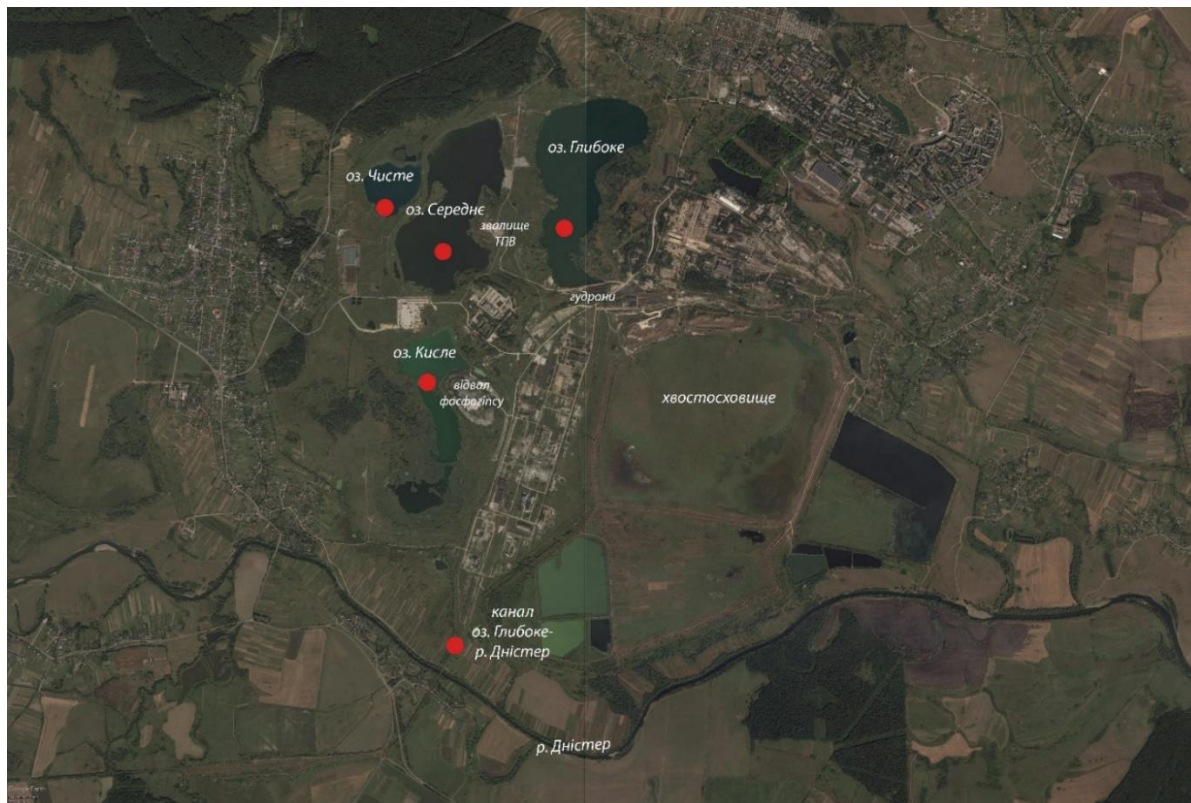 оз. Глибоке
оз. Чисте
оз. Середнє
звалище
ТПВ
гудрони
оз. Кисле
відвал
фосфогіпсу
хвостосховище
канал
оз. Глибоке-
р. Дністер
р. Дністер